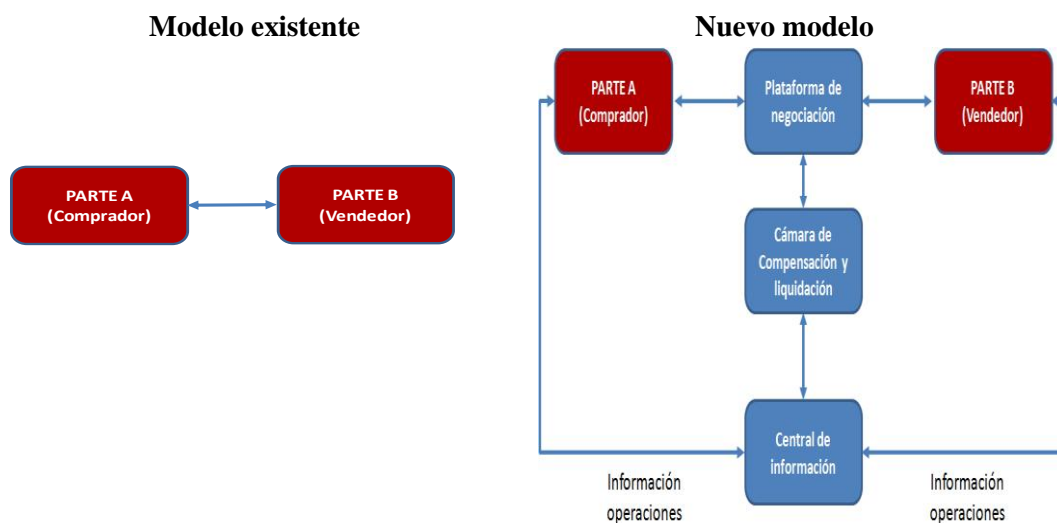 Modelo existente
PARTE A
(Comprador)
PARTE B
(Vendedor)
Nuevo modelo
PARTE A
(Comprador)
Plataforma de
negociación
PARTE B
(Vendedor)
Cámara de
Compensación y
liquidación
Central de
información
Información
operaciones
Información
operaciones